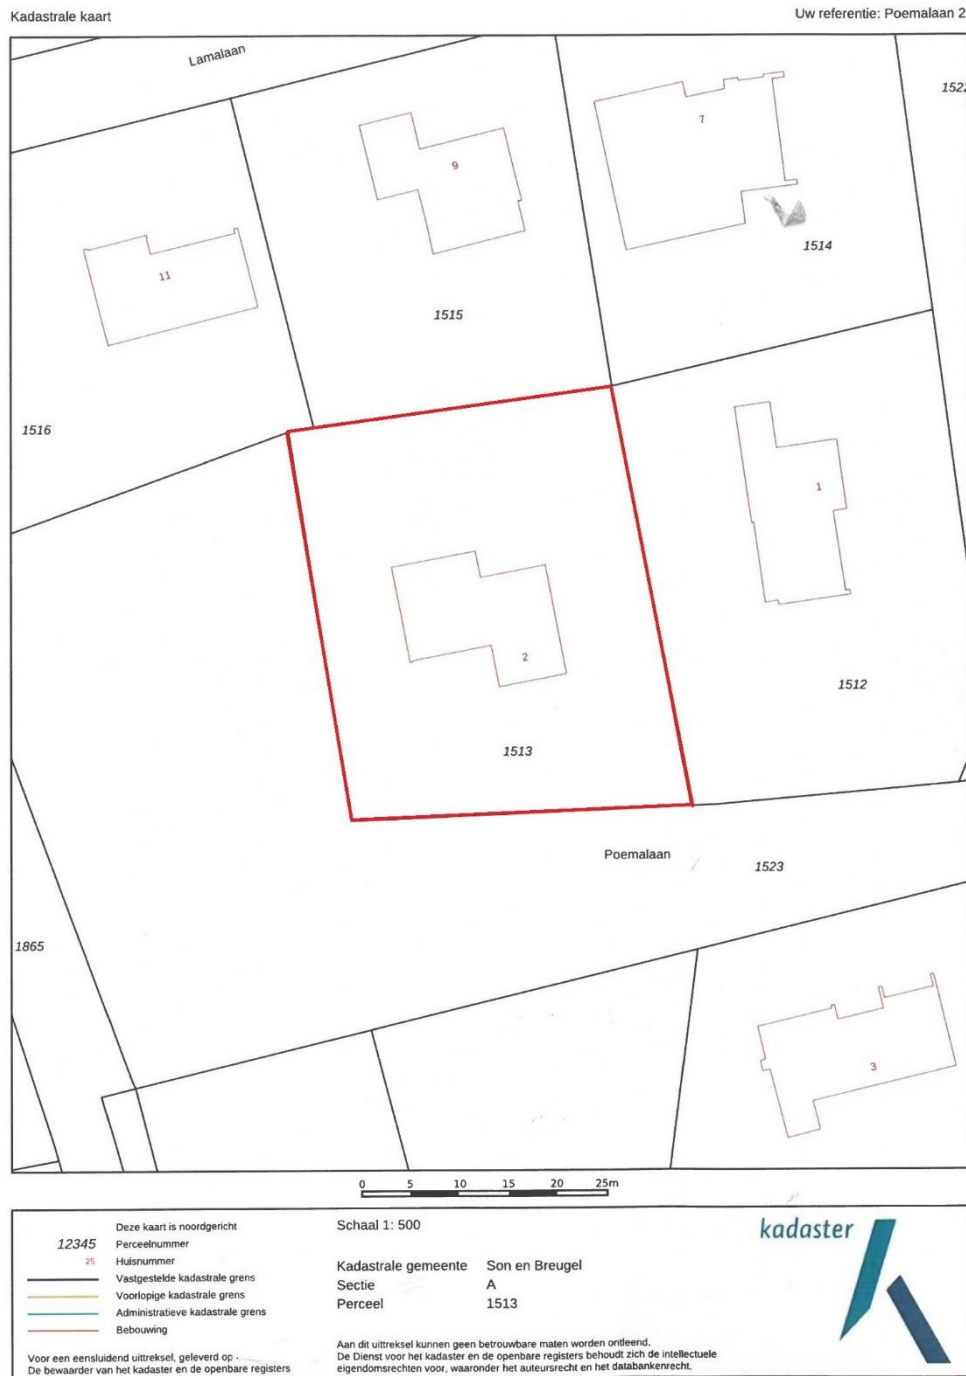 Kadastrale kaart
Uw referentie: Poemalaan 2
Lamalaan
1522
7
9
1514
11
1515
1516
1
2
1512
1513
Poemalaan
1523
1865
3
0 5 10 15 20 25m
Deze kaart is noordgericht
12345 Perceelnummer
25 Huisnummer
Vastgestelde kadastrale grens
Voorlopige kadastrale grens
Administratieve kadastrale grens
Bebouwing
Voor een eensluidend uittreksel, geleverd op -
De bewaarder van het kadaster en de openbare registers
Schaal 1: 500
Kadastrale gemeente Son en Breugel
Sectie A
Perceel 1513
Aan dit uittreksel kunnen geen betrouwbare maten worden ontleend.
De Dienst voor het kadaster en de openbare registers behoudt zich de intellectuele
eigendomsrechten voor, waaronder het auteursrecht en het databankenrecht.
kadaster